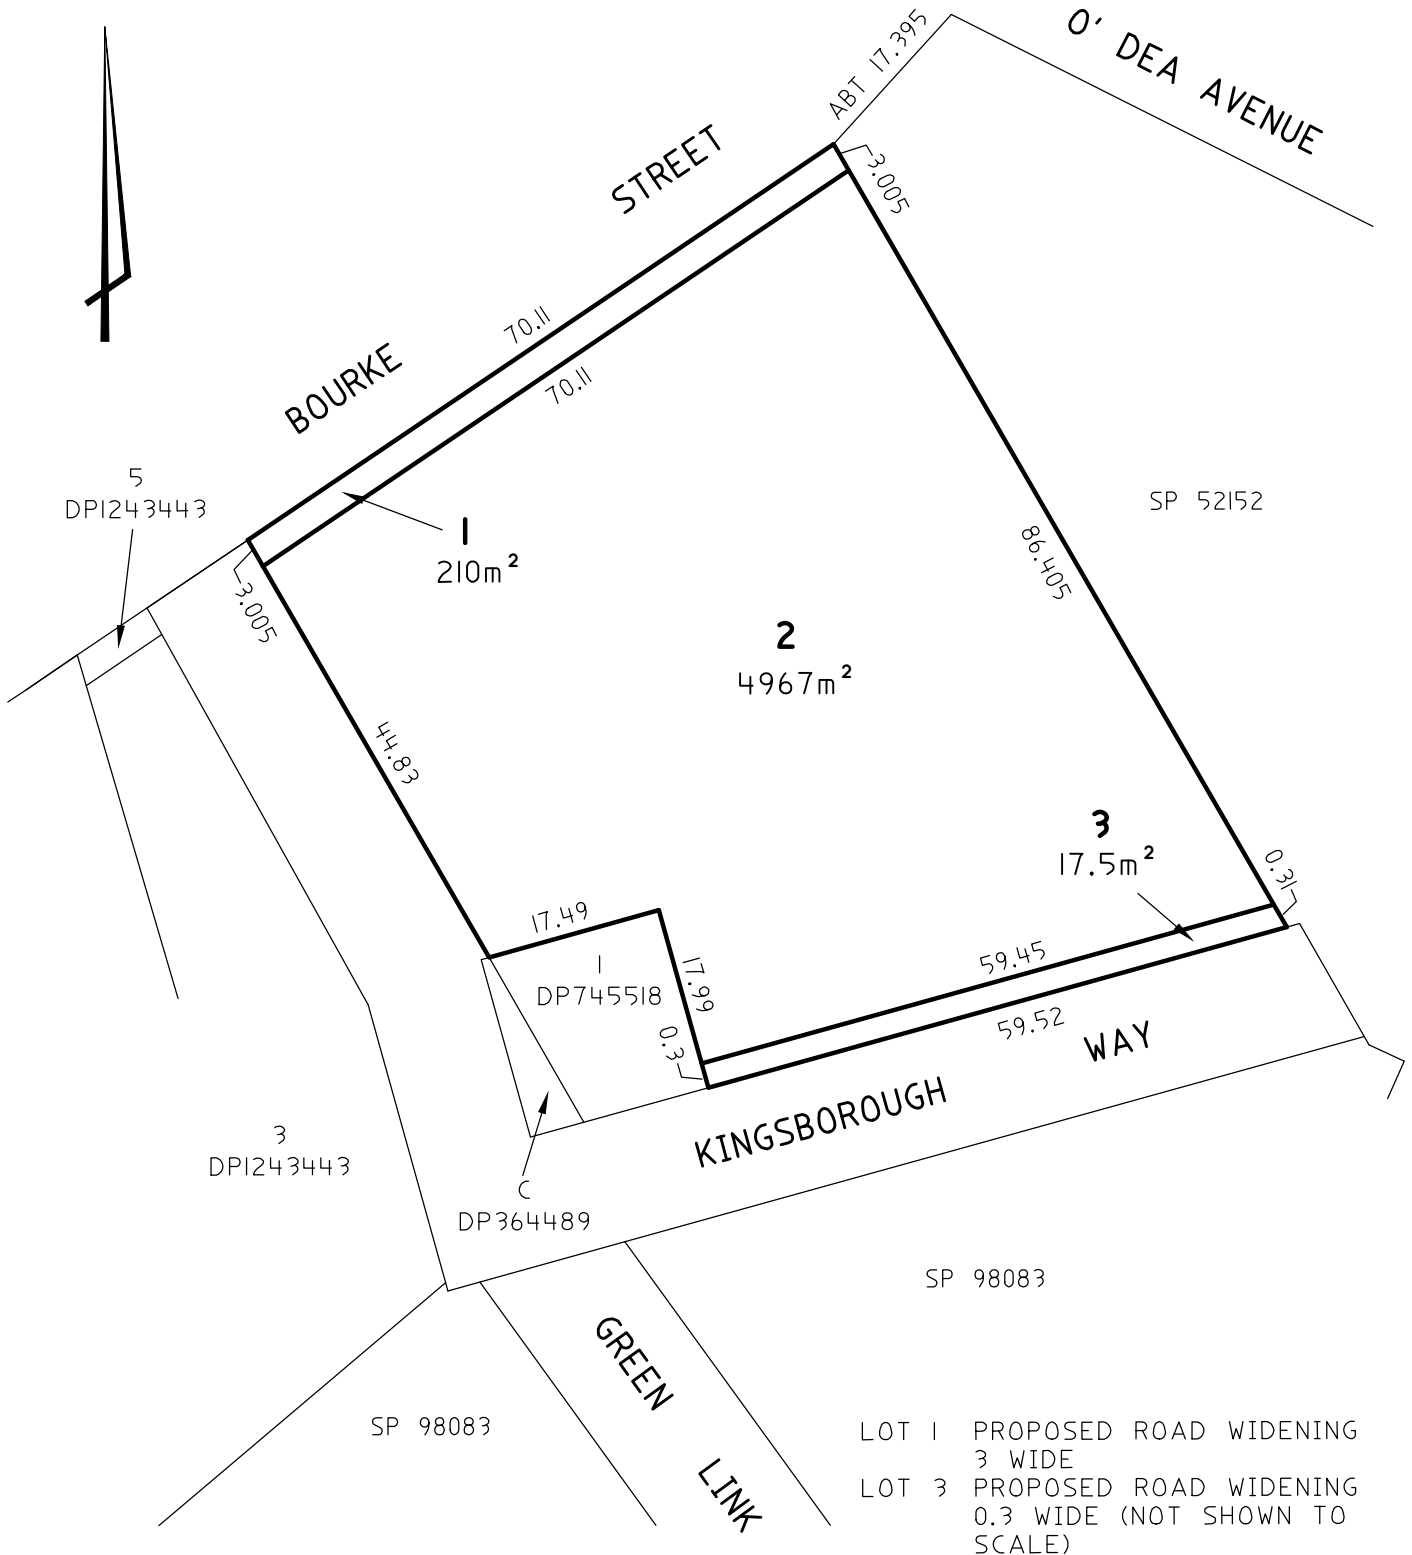 O' DEA AVENUE
ABT 17.395
BOURKE STREET
3.005
70.11
70.11
5
DP1243443
1
210m²
SP 52152
3.005
86.405
2
4967m²
44.83
3
17.5m²
0.31
17.49
1
DP745518
17.99
59.45
0.3
59.52
KINGSBOROUGH WAY
3
DP1243443
C
DP364489
SP 98083
GREEN LINK
SP 98083
LOT 1 PROPOSED ROAD WIDENING
3 WIDE
LOT 3 PROPOSED ROAD WIDENING
0.3 WIDE (NOT SHOWN TO
SCALE)